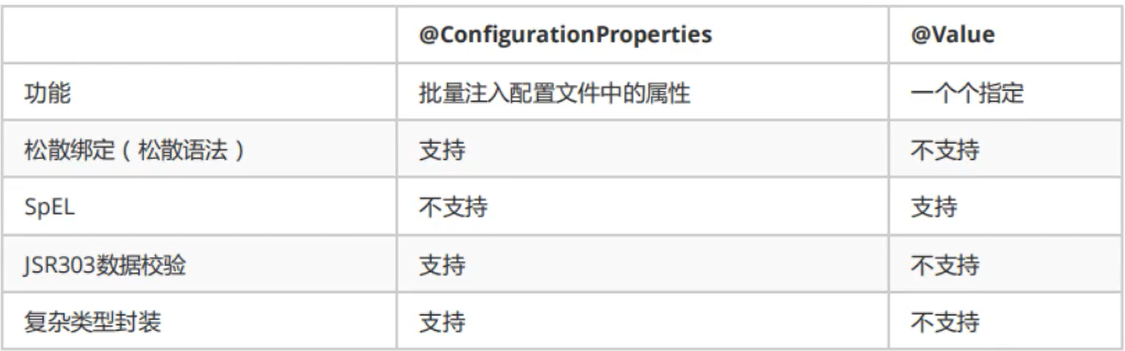 @ConfigurationProperties @Value
功能 批量注入配置文件中的属性 一个个指定
松散绑定（松散语法） 支持 不支持
SpEL 不支持 支持
JSR303数据校验 支持 不支持
复杂类型封装 支持 不支持